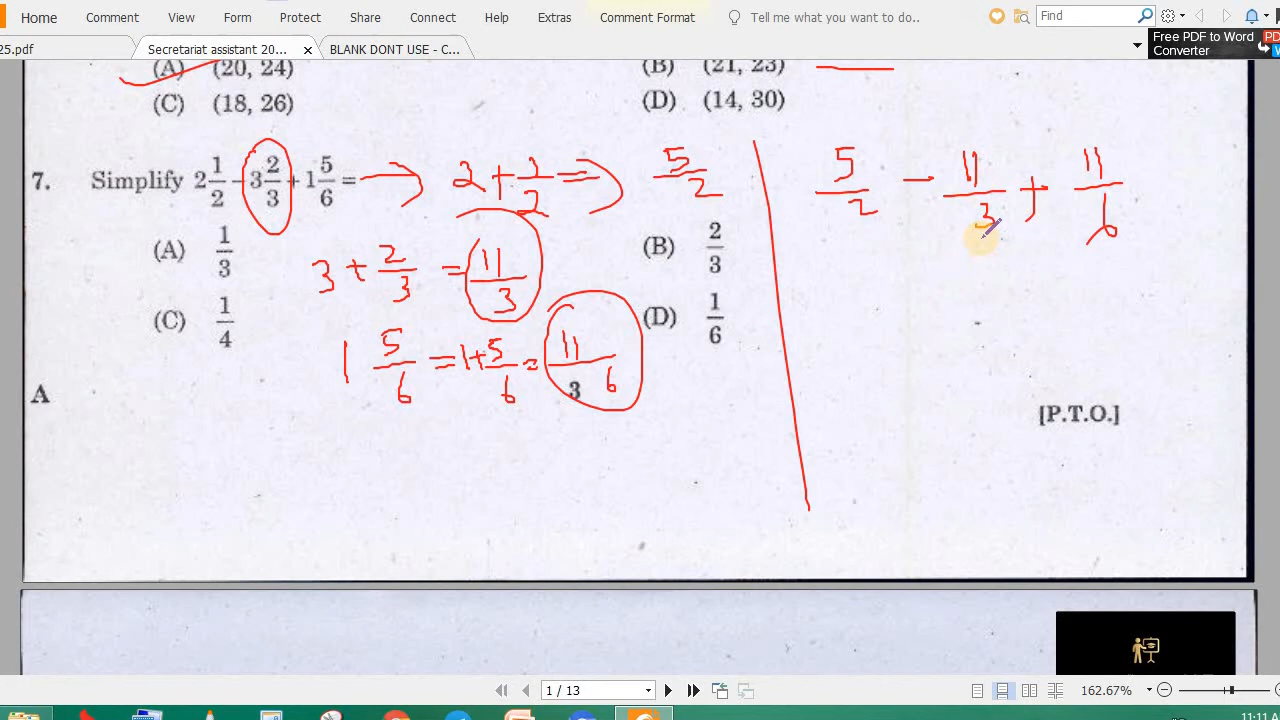 Home Comment View Form Project Share Connect Help Extras Comment Format Tell me what you want to do.. Find
25.pdf Secretariat assistant 20... × BLANK DONT USE - C...
Free PDF to Word
Converter
(A) (20, 24) (B) (21, 23)
(C) (18, 26) (D) (14, 30)
7. Simplify 2 1/2 - 3 2/3 + 1 5/6 = → 2 + 1/2 ⇒ 5/2
5/2 - 11/3 + 11/6
(A) 1/3 (B) 2/3
3 + 2/3 = 11/3
(C) 1/4 (D) 1/6
1 5/6 = 1+5/6 = 11/6
A 3 [P.T.O.]
1 / 13 162.67%